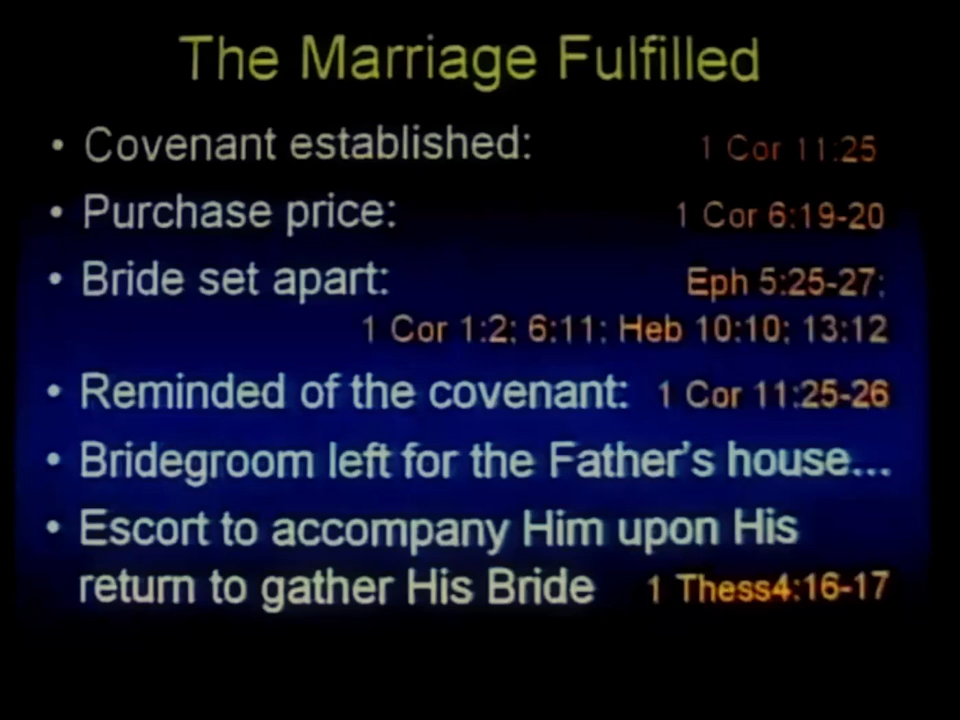 The Marriage Fulfilled
• Covenant established: 1 Cor 11:25
• Purchase price: 1 Cor 6:19-20
• Bride set apart: Eph 5:25-27;
1 Cor 1:2; 6:11; Heb 10:10; 13:12
• Reminded of the covenant: 1 Cor 11:25-26
• Bridegroom left for the Father's house...
• Escort to accompany Him upon His
return to gather His Bride 1 Thess4:16-17